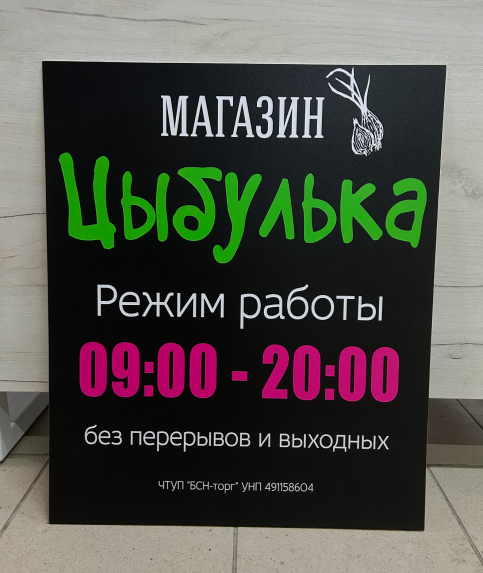 МАГАЗИН
Цыбулька
Режим работы
09:00 - 20:00
без перерывов и выходных
ЧТУП "БСН-торг" УНП 491158604